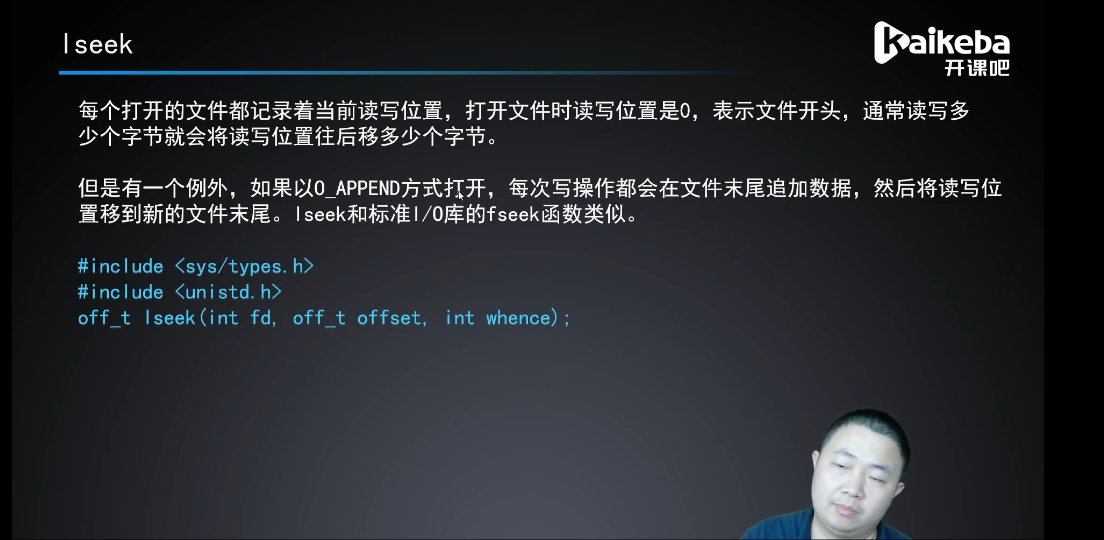 lseek
Kaikeba
开课吧
每个打开的文件都记录着当前读写位置，打开文件时读写位置是0，表示文件开头，通常读写多
少个字节就会将读写位置往后移多少个字节。
但是有一个例外，如果以O_APPEND方式打开，每次写操作都会在文件末尾追加数据，然后将读写位
置移到新的文件末尾。lseek和标准I/O库的fseek函数类似。
#include <sys/types.h>
#include <unistd.h>
off_t lseek(int fd, off_t offset, int whence);